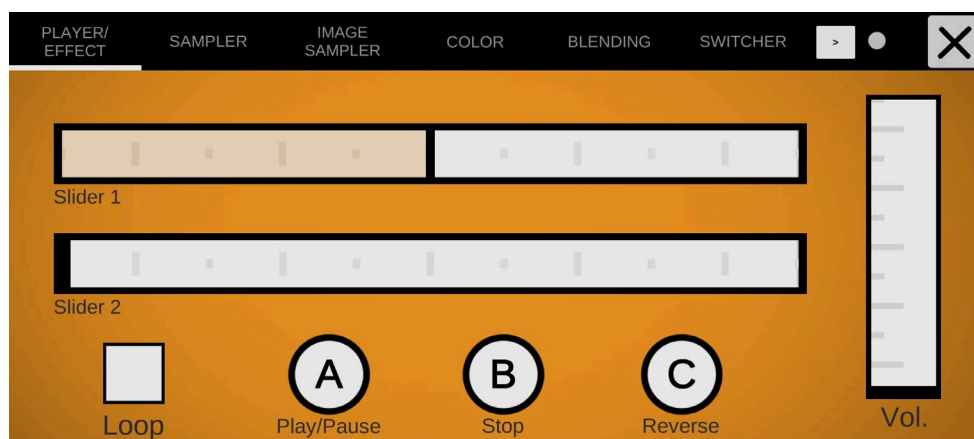 PLAYER/
EFFECT
SAMPLER
IMAGE
SAMPLER
COLOR
BLENDING
SWITCHER
>
Slider 1
Slider 2
A
B
C
Loop
Play/Pause
Stop
Reverse
Vol.